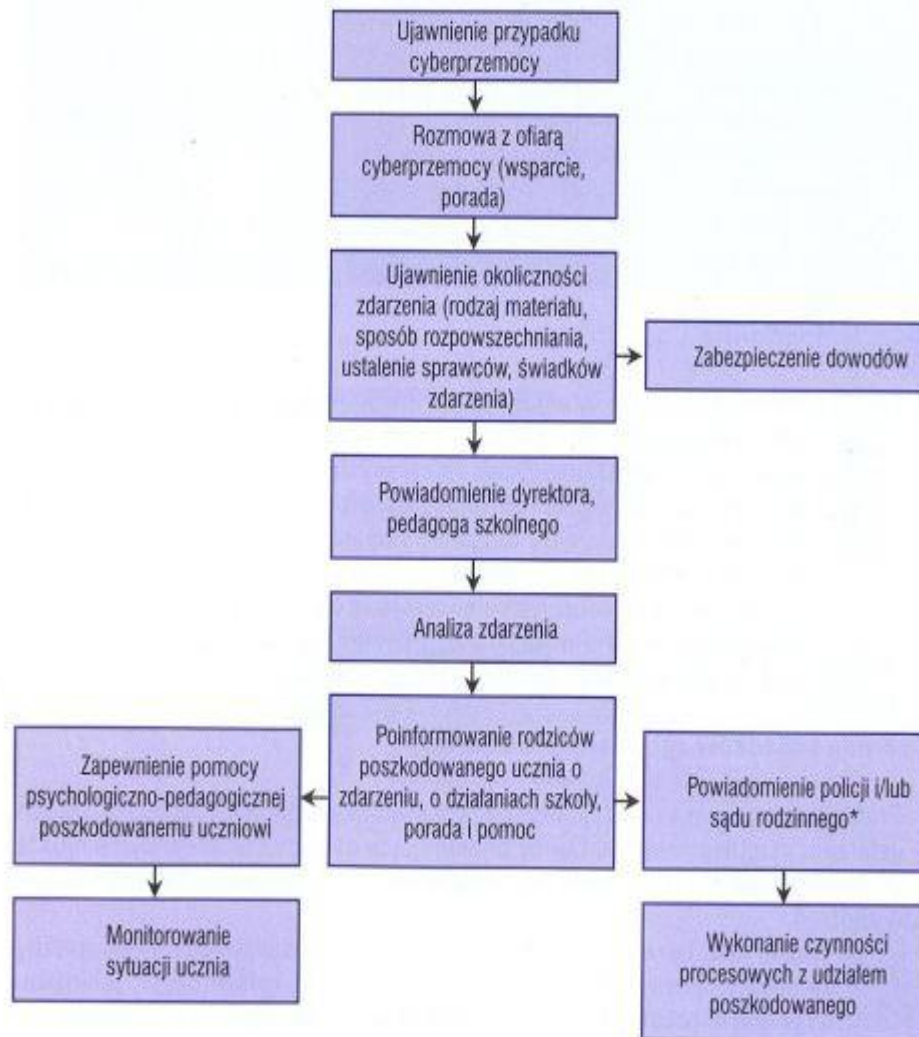 Ujawnienie przypadku
cyberprzemocy
Rozmowa z ofiarą
cyberprzemocy (wsparcie,
porada)
Ujawnienie okoliczności
zdarzenia (rodzaj materiału,
sposób rozpowszechniania,
ustalenie sprawców, świadków
zdarzenia)
Zabezpieczenie dowodów
Powiadomienie dyrektora,
pedagoga szkolnego
Analiza zdarzenia
Zapewnienie pomocy
psychologiczno-pedagogicznej
poszkodowanemu uczniowi
Poinformowanie rodziców
poszkodowanego ucznia o
zdarzeniu, o działaniach szkoły,
porada i pomoc
Powiadomienie policji i/lub
sądu rodzinnego*
Monitorowanie
sytuacji ucznia
Wykonanie czynności
procesowych z udziałem
poszkodowanego